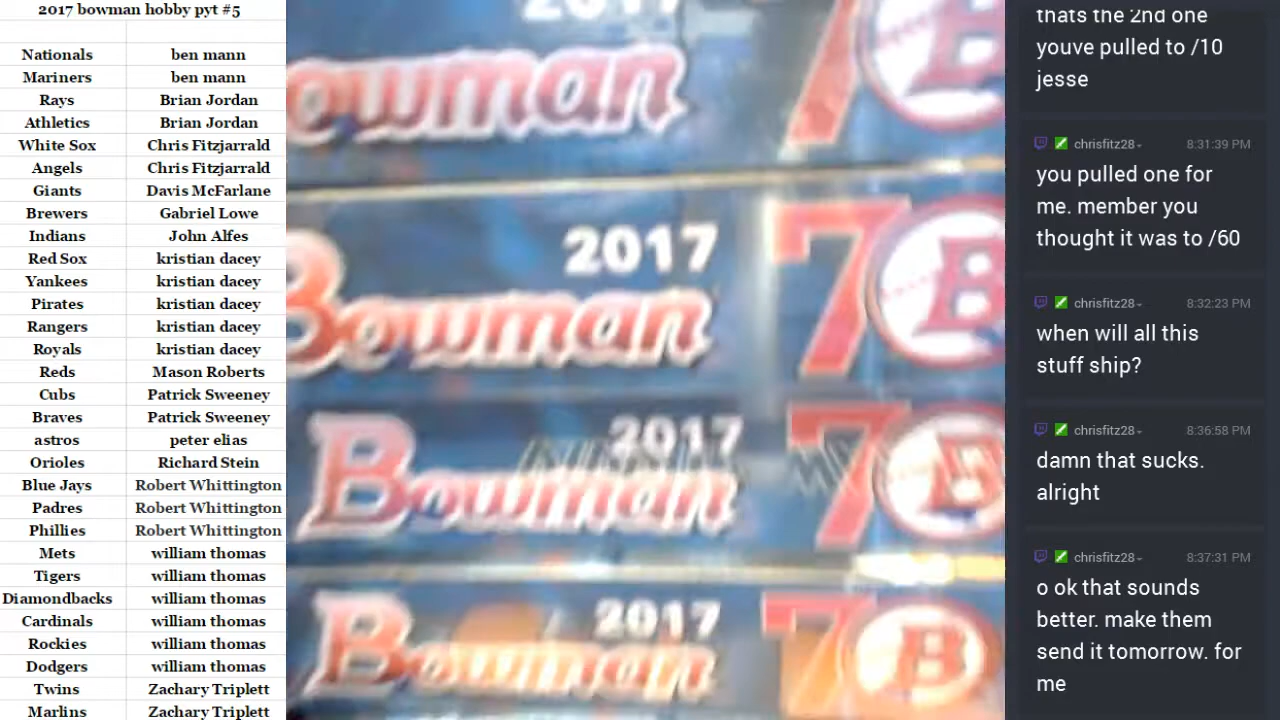 2017 bowman hobby pyt #5
Nationals ben mann
Mariners ben mann
Rays Brian Jordan
Athletics Brian Jordan
White Sox Chris Fitzjarrald
Angels Chris Fitzjarrald
Giants Davis McFarlane
Brewers Gabriel Lowe
Indians John Alfes
Red Sox kristian dacey
Yankees kristian dacey
Pirates kristian dacey
Rangers kristian dacey
Royals kristian dacey
Reds Mason Roberts
Cubs Patrick Sweeney
Braves Patrick Sweeney
astros peter elias
Orioles Richard Stein
Blue Jays Robert Whittington
Padres Robert Whittington
Phillies Robert Whittington
Mets william thomas
Tigers william thomas
Diamondbacks william thomas
Cardinals william thomas
Rockies william thomas
Dodgers william thomas
Twins Zachary Triplett
Marlins Zachary Triplett
2017
owman 7 B
2017
Bowman 7 B
2017
Bowman 7 B
2017
Bowman 7 B
thats the 2nd one
youve pulled to /10
jesse
chrisfitz28 8:31:39 PM
you pulled one for
me. member you
thought it was to /60
chrisfitz28 8:32:23 PM
when will all this
stuff ship?
chrisfitz28 8:36:58 PM
damn that sucks.
alright
chrisfitz28 8:37:31 PM
o ok that sounds
better. make them
send it tomorrow. for
me